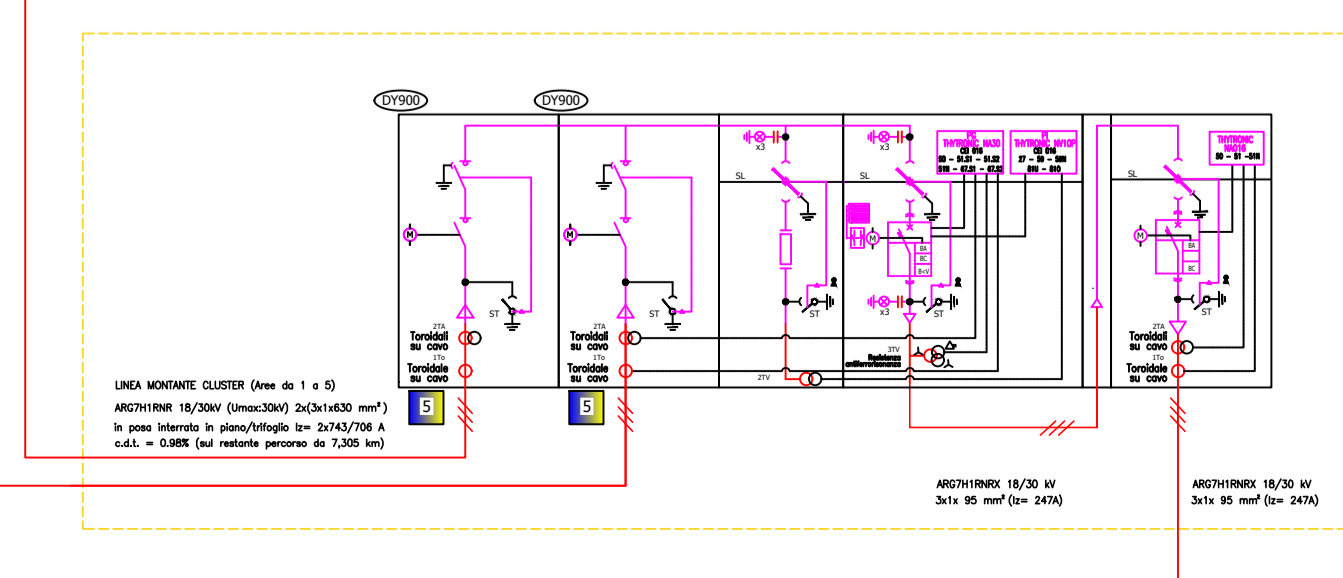 DY900
DY900
x3
x3
PG
THYTRONIC NA30
CEI 016
50 - 51.S1 - 51.S2
51N - 67.S1 - 67.S2
PI
THYTRONIC NV10P
CEI 016
27 - 59 - 59N
81U - 81O
THYTRONIC
NA016
50 - 51 -51N
SL
SL
SL
M
M
M
M
BA
BC
B<V
BA
BC
ST
ST
ST
ST
ST
x3
2TA
Toroidali
su cavo
1To
Toroidale
su cavo
2TA
Toroidali
su cavo
1To
Toroidale
su cavo
2TV
3TV
Resistenza
antiferrorisonanza
2TA
Toroidali
su cavo
1To
Toroidale
su cavo
5
5
LINEA MONTANTE CLUSTER (Aree da 1 a 5)
ARG7H1RNR 18/30kV (Umax:30kV) 2x(3x1x630 mm²)
in posa interrata in piano/trifoglio Iz= 2x743/706 A
c.d.t. = 0.98% (sul restante percorso da 7,305 km)
ARG7H1RNRX 18/30 kV
3x1x 95 mm² (Iz= 247A)
ARG7H1RNRX 18/30 kV
3x1x 95 mm² (Iz= 247A)